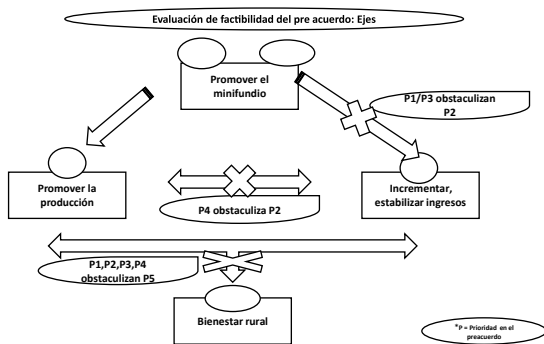 Evaluación de factibilidad del pre acuerdo: Ejes
Promover el
minifundio
P1/P3 obstaculizan
P2
Promover la
producción
Incrementar,
estabilizar ingresos
P4 obstaculiza P2
P1,P2,P3,P4
obstaculizan P5
Bienestar rural
*P = Prioridad en el
preacuerdo